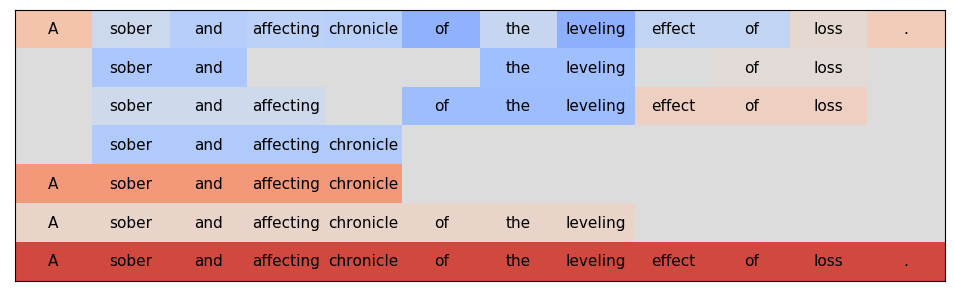 A sober and affecting chronicle of the leveling effect of loss .
sober and the leveling of loss
sober and affecting of the leveling effect of loss
sober and affecting chronicle
A sober and affecting chronicle
A sober and affecting chronicle of the leveling
A sober and affecting chronicle of the leveling effect of loss .